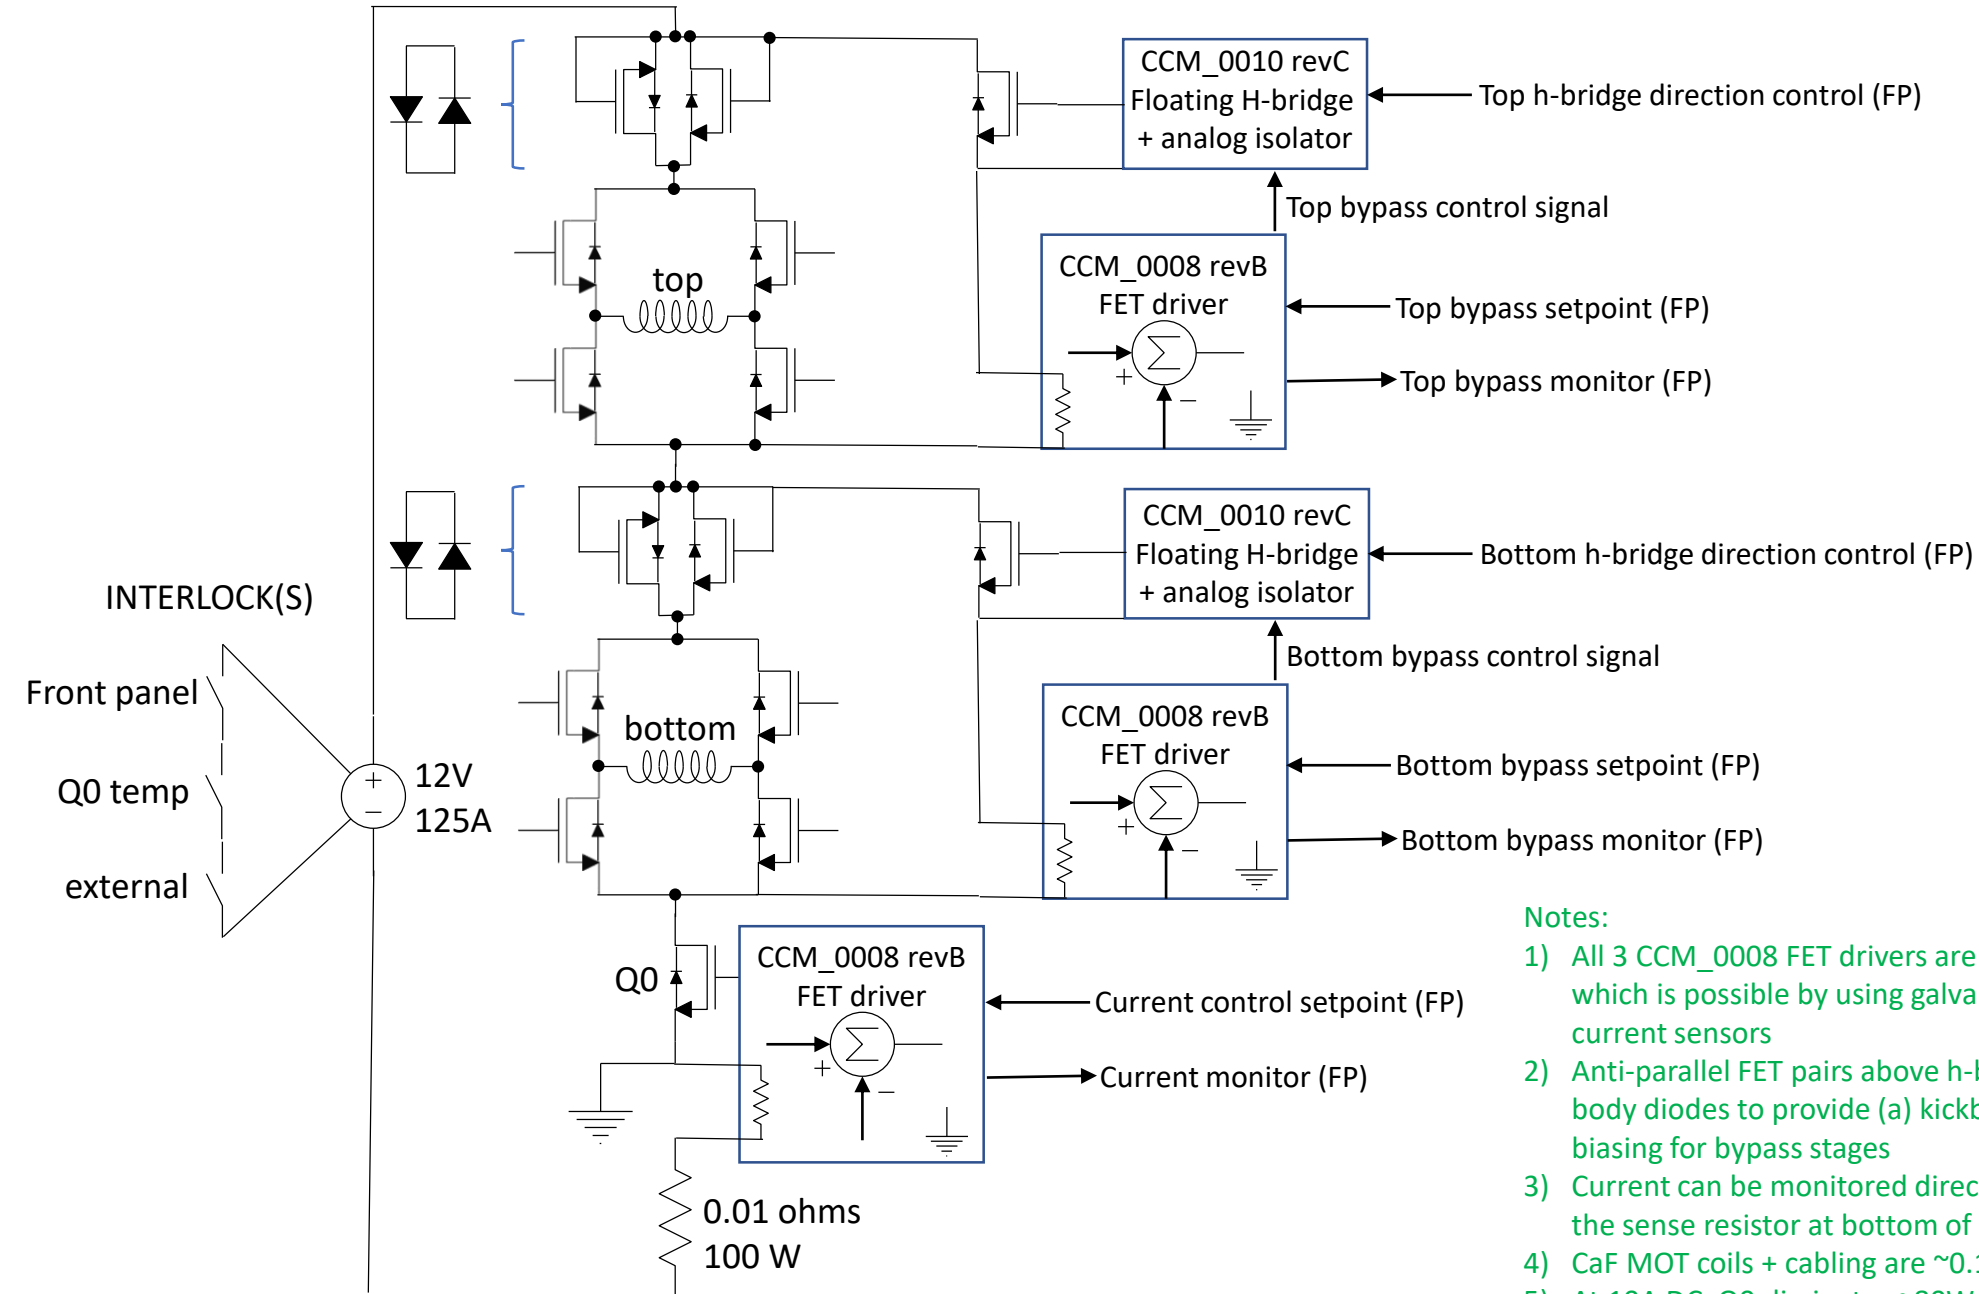 CCM_0010 revC
Floating H-bridge
+ analog isolator
Top h-bridge direction control (FP)
Top bypass control signal
CCM_0008 revB
FET driver
Σ
+
−
Top bypass setpoint (FP)
Top bypass monitor (FP)
top
CCM_0010 revC
Floating H-bridge
+ analog isolator
Bottom h-bridge direction control (FP)
Bottom bypass control signal
CCM_0008 revB
FET driver
Σ
+
−
Bottom bypass setpoint (FP)
Bottom bypass monitor (FP)
bottom
INTERLOCK(S)
Front panel
Q0 temp
external
+
−
12V
125A
Q0
CCM_0008 revB
FET driver
Σ
+
−
Current control setpoint (FP)
Current monitor (FP)
0.01 ohms
100 W
Notes:
1) All 3 CCM_0008 FET drivers are
which is possible by using galva
current sensors
2) Anti-parallel FET pairs above h-b
body diodes to provide (a) kickb
biasing for bypass stages
3) Current can be monitored direc
the sense resistor at bottom of
4) CaF MOT coils + cabling are ~0.1